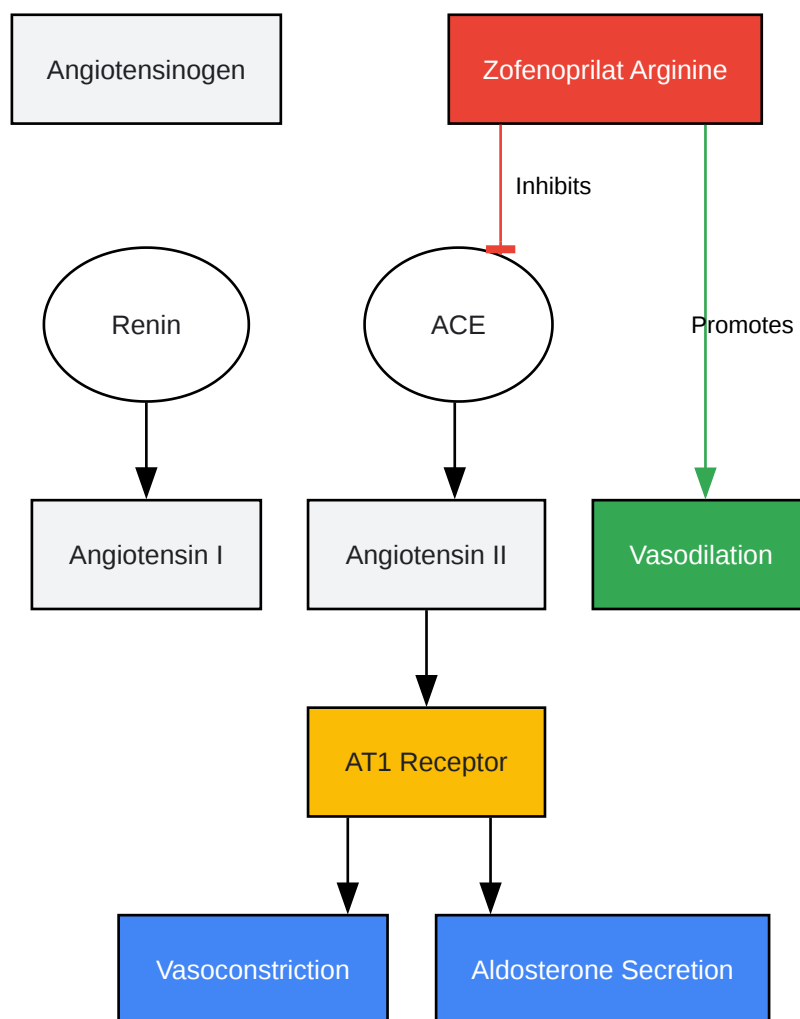 Angiotensinogen
Zofenoprilat Arginine
Inhibits
Renin
ACE
Promotes
Angiotensin I
Angiotensin II
Vasodilation
AT1 Receptor
Vasoconstriction
Aldosterone Secretion